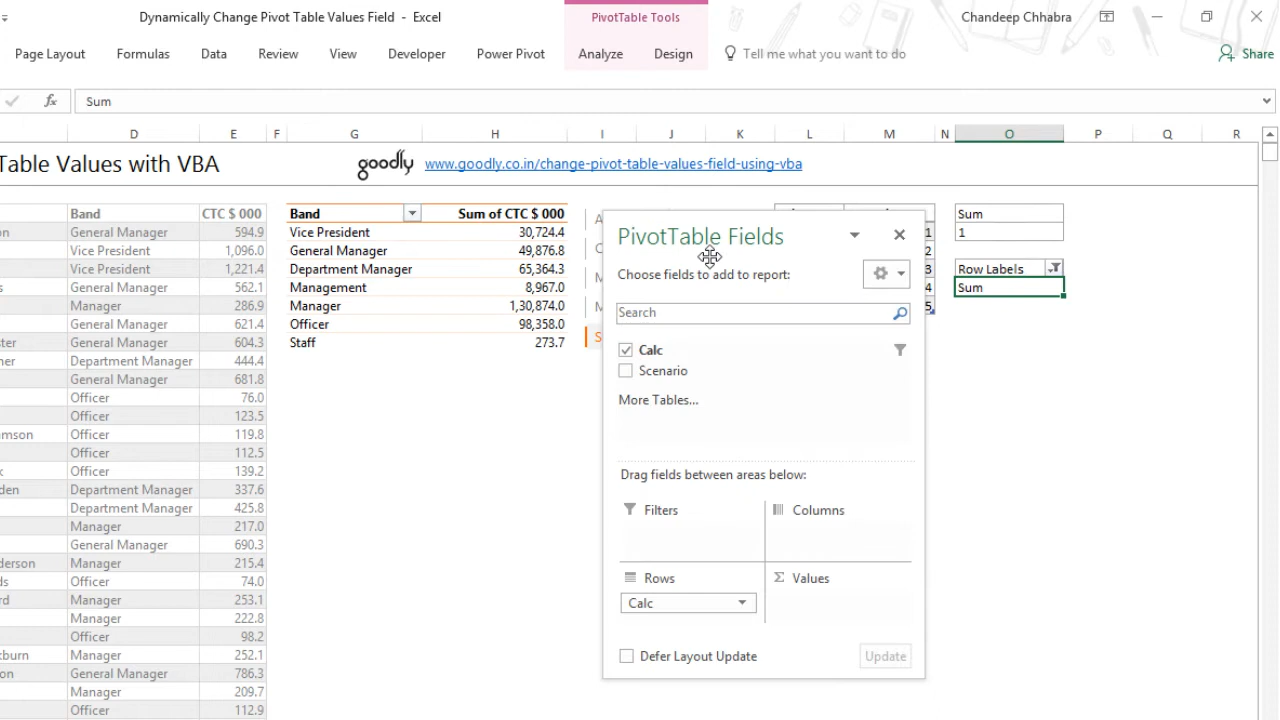 Dynamically Change Pivot Table Values Field - Excel
PivotTable Tools
Chandeep Chhabra
Page Layout Formulas Data Review View Developer Power Pivot Analyze Design Tell me what you want to do Share
fx Sum
D E F G H I J K L M N O P Q R
Table Values with VBA
goodly
www.goodly.co.in/change-pivot-table-values-field-using-vba
Band CTC $ 000
General Manager 594.9
Vice President 1,096.0
Vice President 1,221.4
General Manager 562.1
Manager 286.9
General Manager 621.4
General Manager 604.3
Department Manager 444.4
General Manager 681.8
Officer 76.0
Officer 123.5
Officer 119.8
Officer 112.5
Officer 139.2
Department Manager 337.6
Department Manager 425.8
Manager 217.0
General Manager 690.3
Manager 215.4
Officer 74.0
Manager 253.1
Manager 222.8
Officer 98.2
Manager 252.1
General Manager 786.3
Manager 209.7
Officer 112.9
Band Sum of CTC $ 000
Vice President 30,724.4
General Manager 49,876.8
Department Manager 65,364.3
Management 8,967.0
Manager 1,30,874.0
Officer 98,358.0
Staff 273.7
PivotTable Fields
Choose fields to add to report:
Search
Calc
Scenario
More Tables...
Drag fields between areas below:
Filters
Columns
Rows
Σ Values
Calc
Defer Layout Update
Update
1
2
3
4
5
Sum
1
Row Labels
Sum